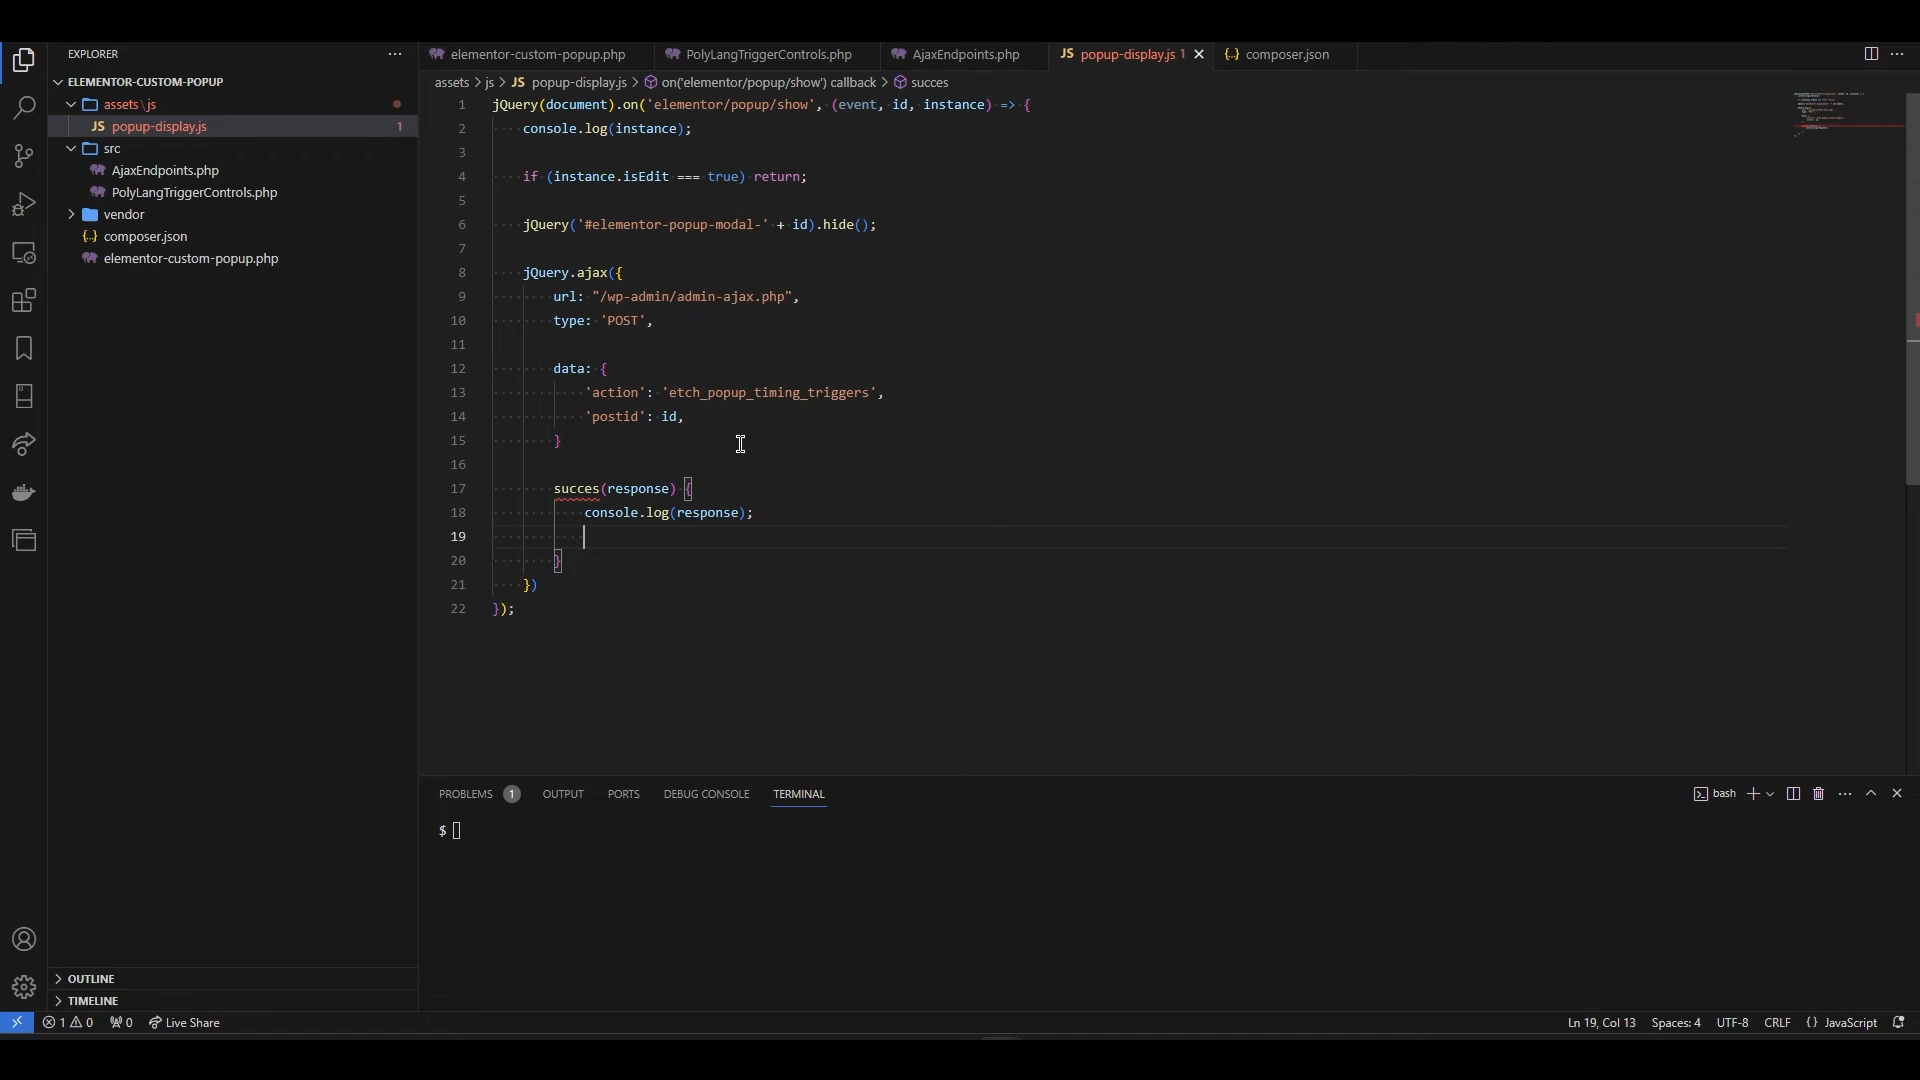 EXPLORER
ELEMENTOR-CUSTOM-POPUP
assets\js
JS popup-display.js 1
src
AjaxEndpoints.php
PolyLangTriggerControls.php
vendor
{..} composer.json
elementor-custom-popup.php
OUTLINE
TIMELINE
elementor-custom-popup.php PolyLangTriggerControls.php AjaxEndpoints.php JS popup-display.js 1 {..} composer.json
assets > js > JS popup-display.js > on('elementor/popup/show') callback > succes
1 jQuery(document).on('elementor/popup/show', (event, id, instance) => {
2 console.log(instance);
3
4 if (instance.isEdit === true) return;
5
6 jQuery('#elementor-popup-modal-' + id).hide();
7
8 jQuery.ajax({
9 url: "/wp-admin/admin-ajax.php",
10 type: 'POST',
11
12 data: {
13 'action': 'etch_popup_timing_triggers',
14 'postid': id,
15 }
16
17 succes(response) {
18 console.log(response);
19
20 }
21 })
22 });
PROBLEMS 1 OUTPUT PORTS DEBUG CONSOLE TERMINAL
bash
$
1 0 0 Live Share
Ln 19, Col 13 Spaces: 4 UTF-8 CRLF {} JavaScript